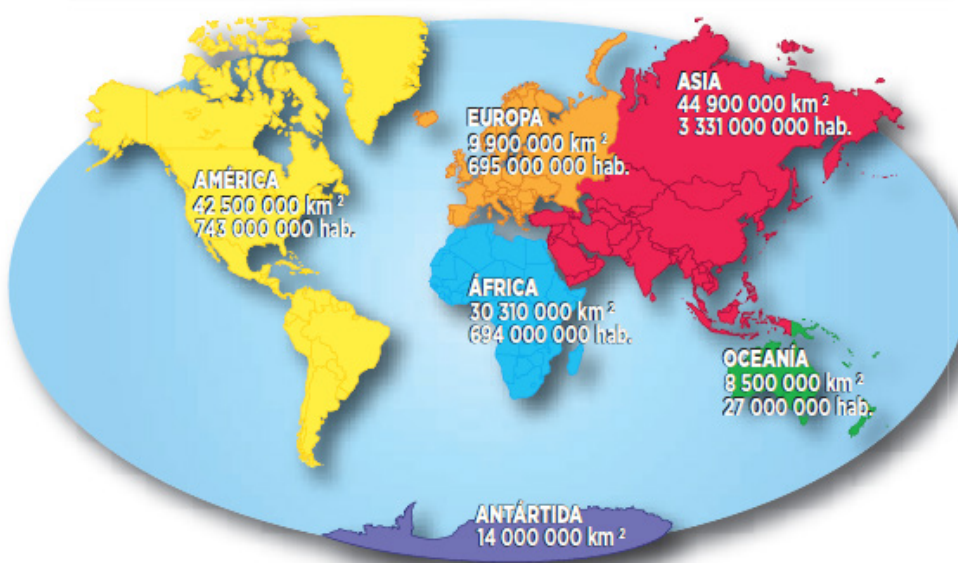 AMÉRICA
42 500 000 km²
743 000 000 hab.
EUROPA
9 900 000 km²
695 000 000 hab.
ASIA
44 900 000 km²
3 331 000 000 hab.
ÁFRICA
30 310 000 km²
694 000 000 hab.
OCEANÍA
8 500 000 km²
27 000 000 hab.
ANTÁRTIDA
14 000 000 km²